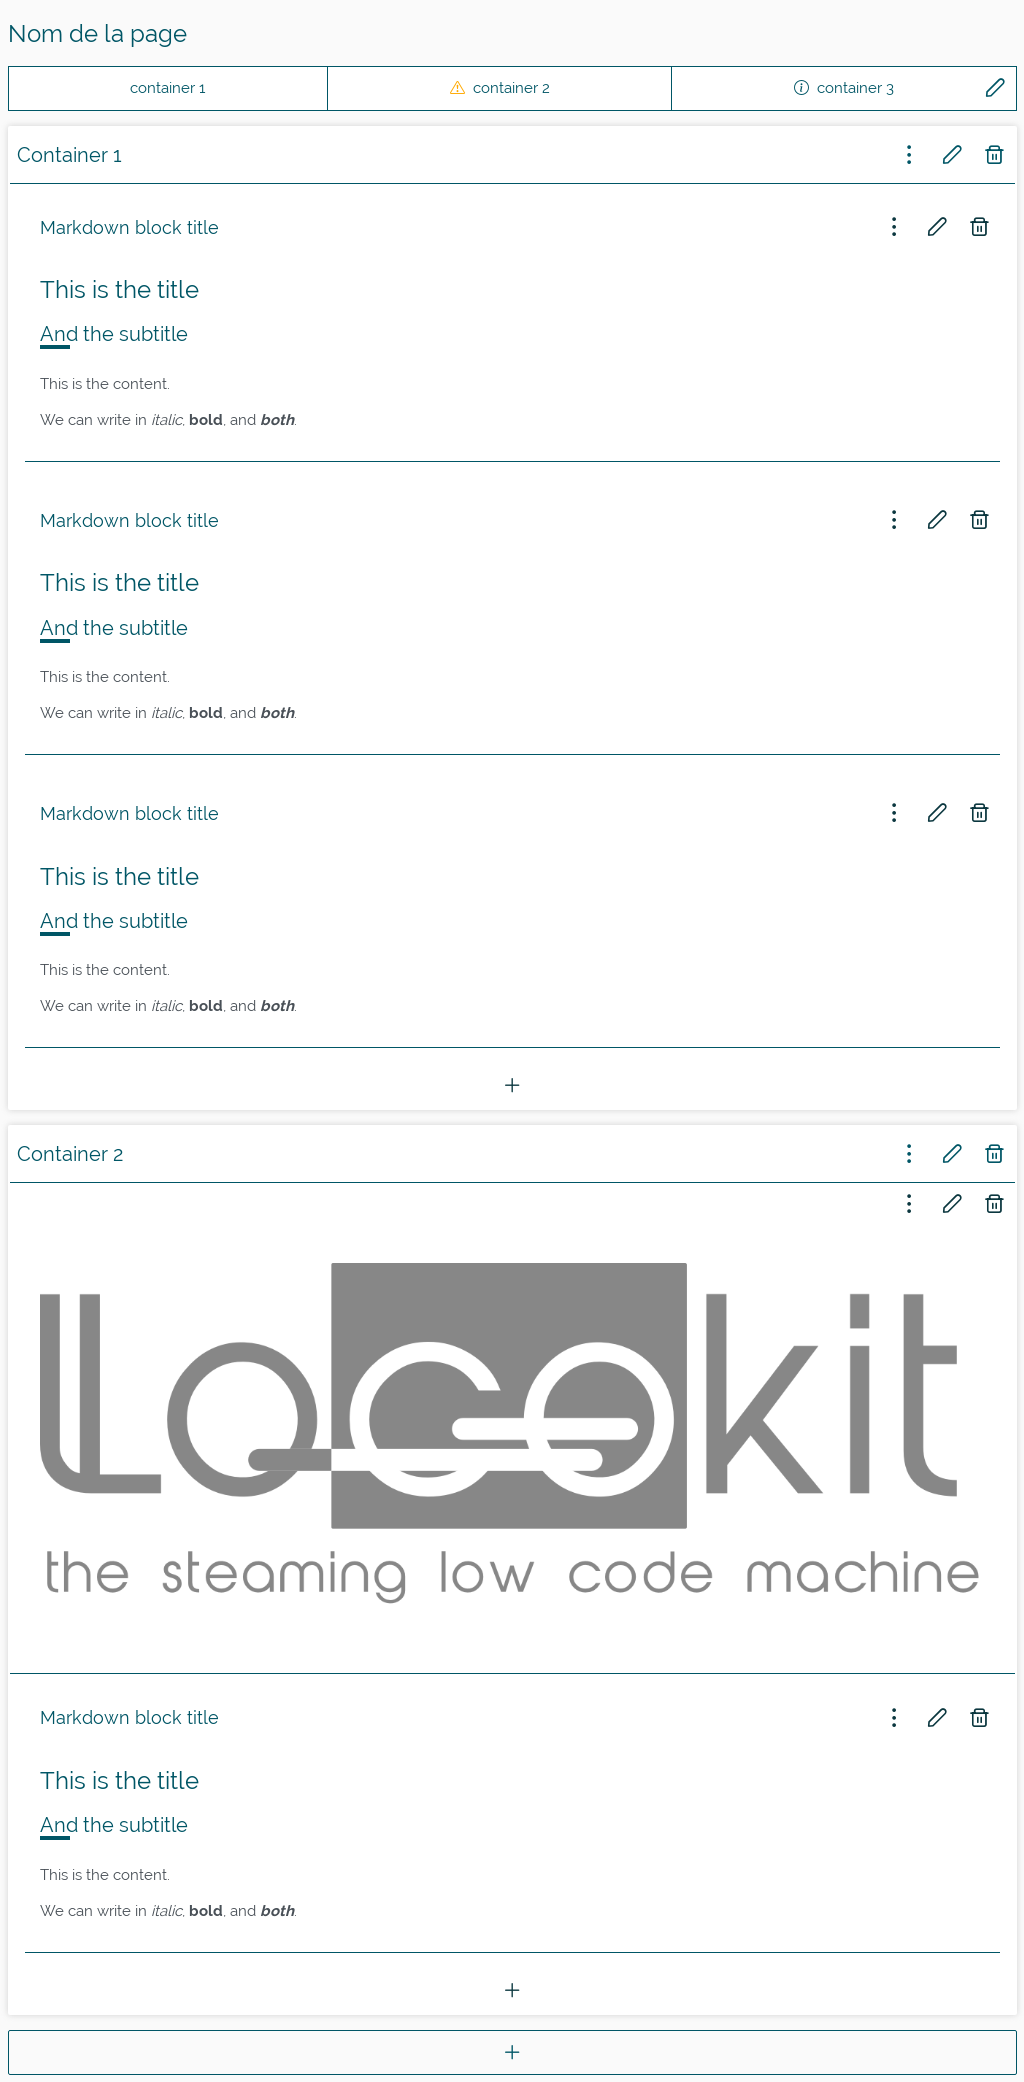 Nom de la page
container 1
container 2
container 3
Container 1
Markdown block title
This is the title
And the subtitle
This is the content.
We can write in italic, bold, and both.
Markdown block title
This is the title
And the subtitle
This is the content.
We can write in italic, bold, and both.
Markdown block title
This is the title
And the subtitle
This is the content.
We can write in italic, bold, and both.
Container 2
Lockokit
the steaming low code machine
Markdown block title
This is the title
And the subtitle
This is the content.
We can write in italic, bold, and both.